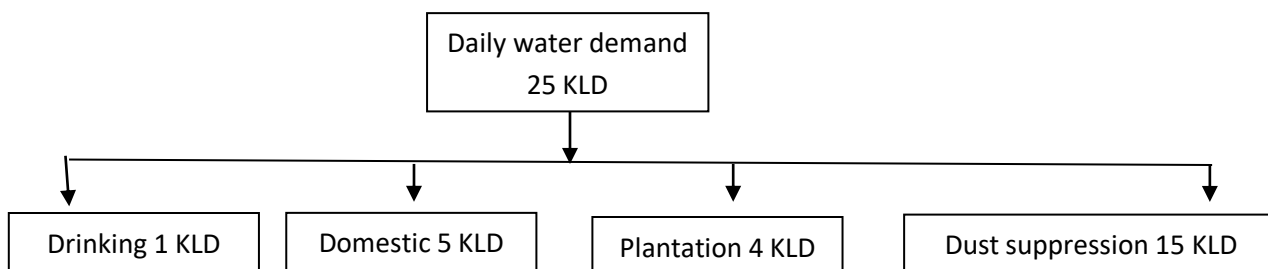 Daily water demand
25 KLD
Drinking 1 KLD
Domestic 5 KLD
Plantation 4 KLD
Dust suppression 15 KLD